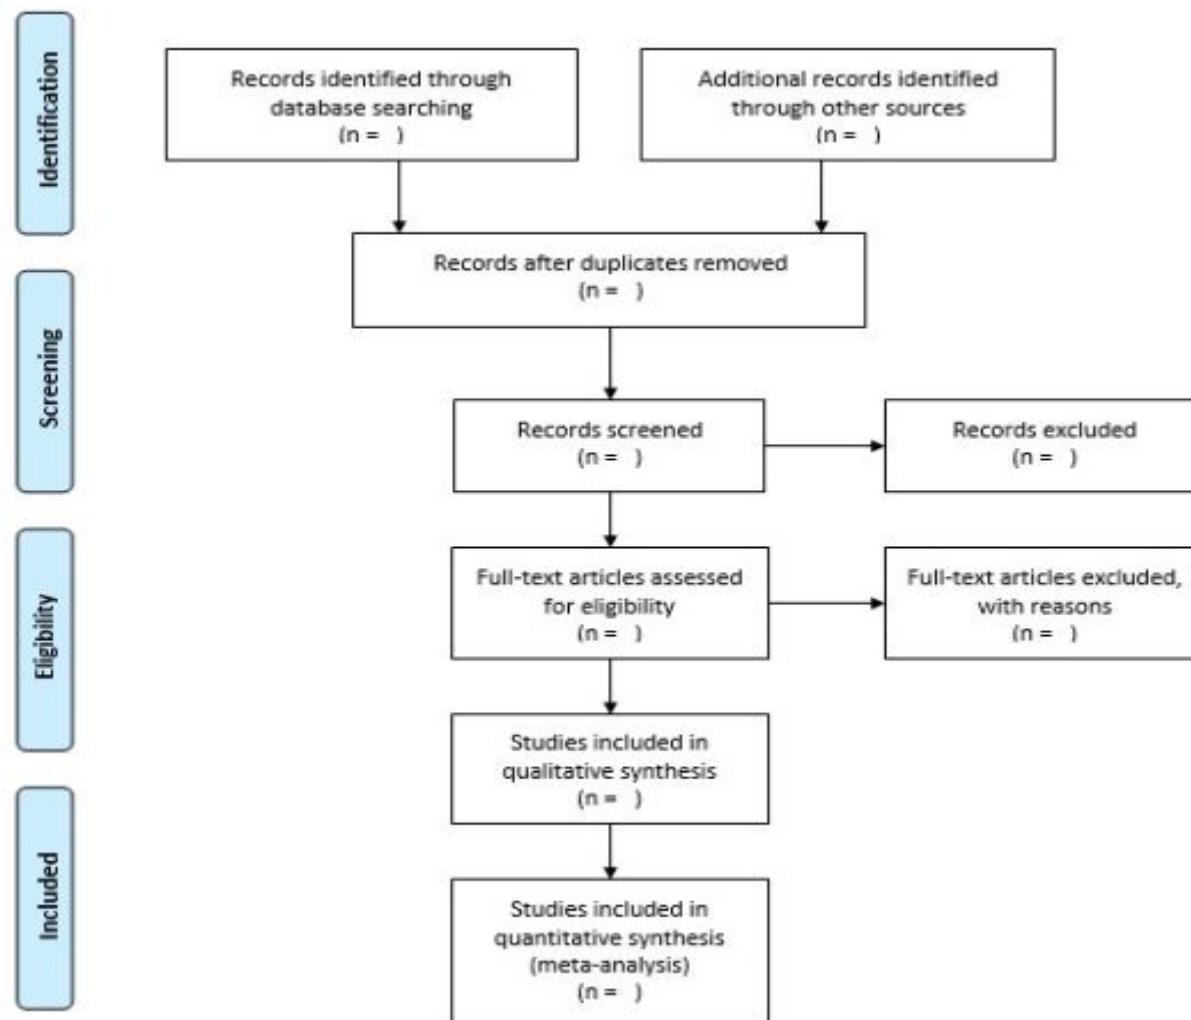 Identification
Records identified through
database searching
(n =   )
Additional records identified
through other sources
(n =   )
Records after duplicates removed
(n =   )
Screening
Records screened
(n =   )
Records excluded
(n =   )
Eligibility
Full-text articles assessed
for eligibility
(n =   )
Full-text articles excluded,
with reasons
(n =   )
Studies included in
qualitative synthesis
(n =   )
Included
Studies included in
quantitative synthesis
(meta-analysis)
(n =   )